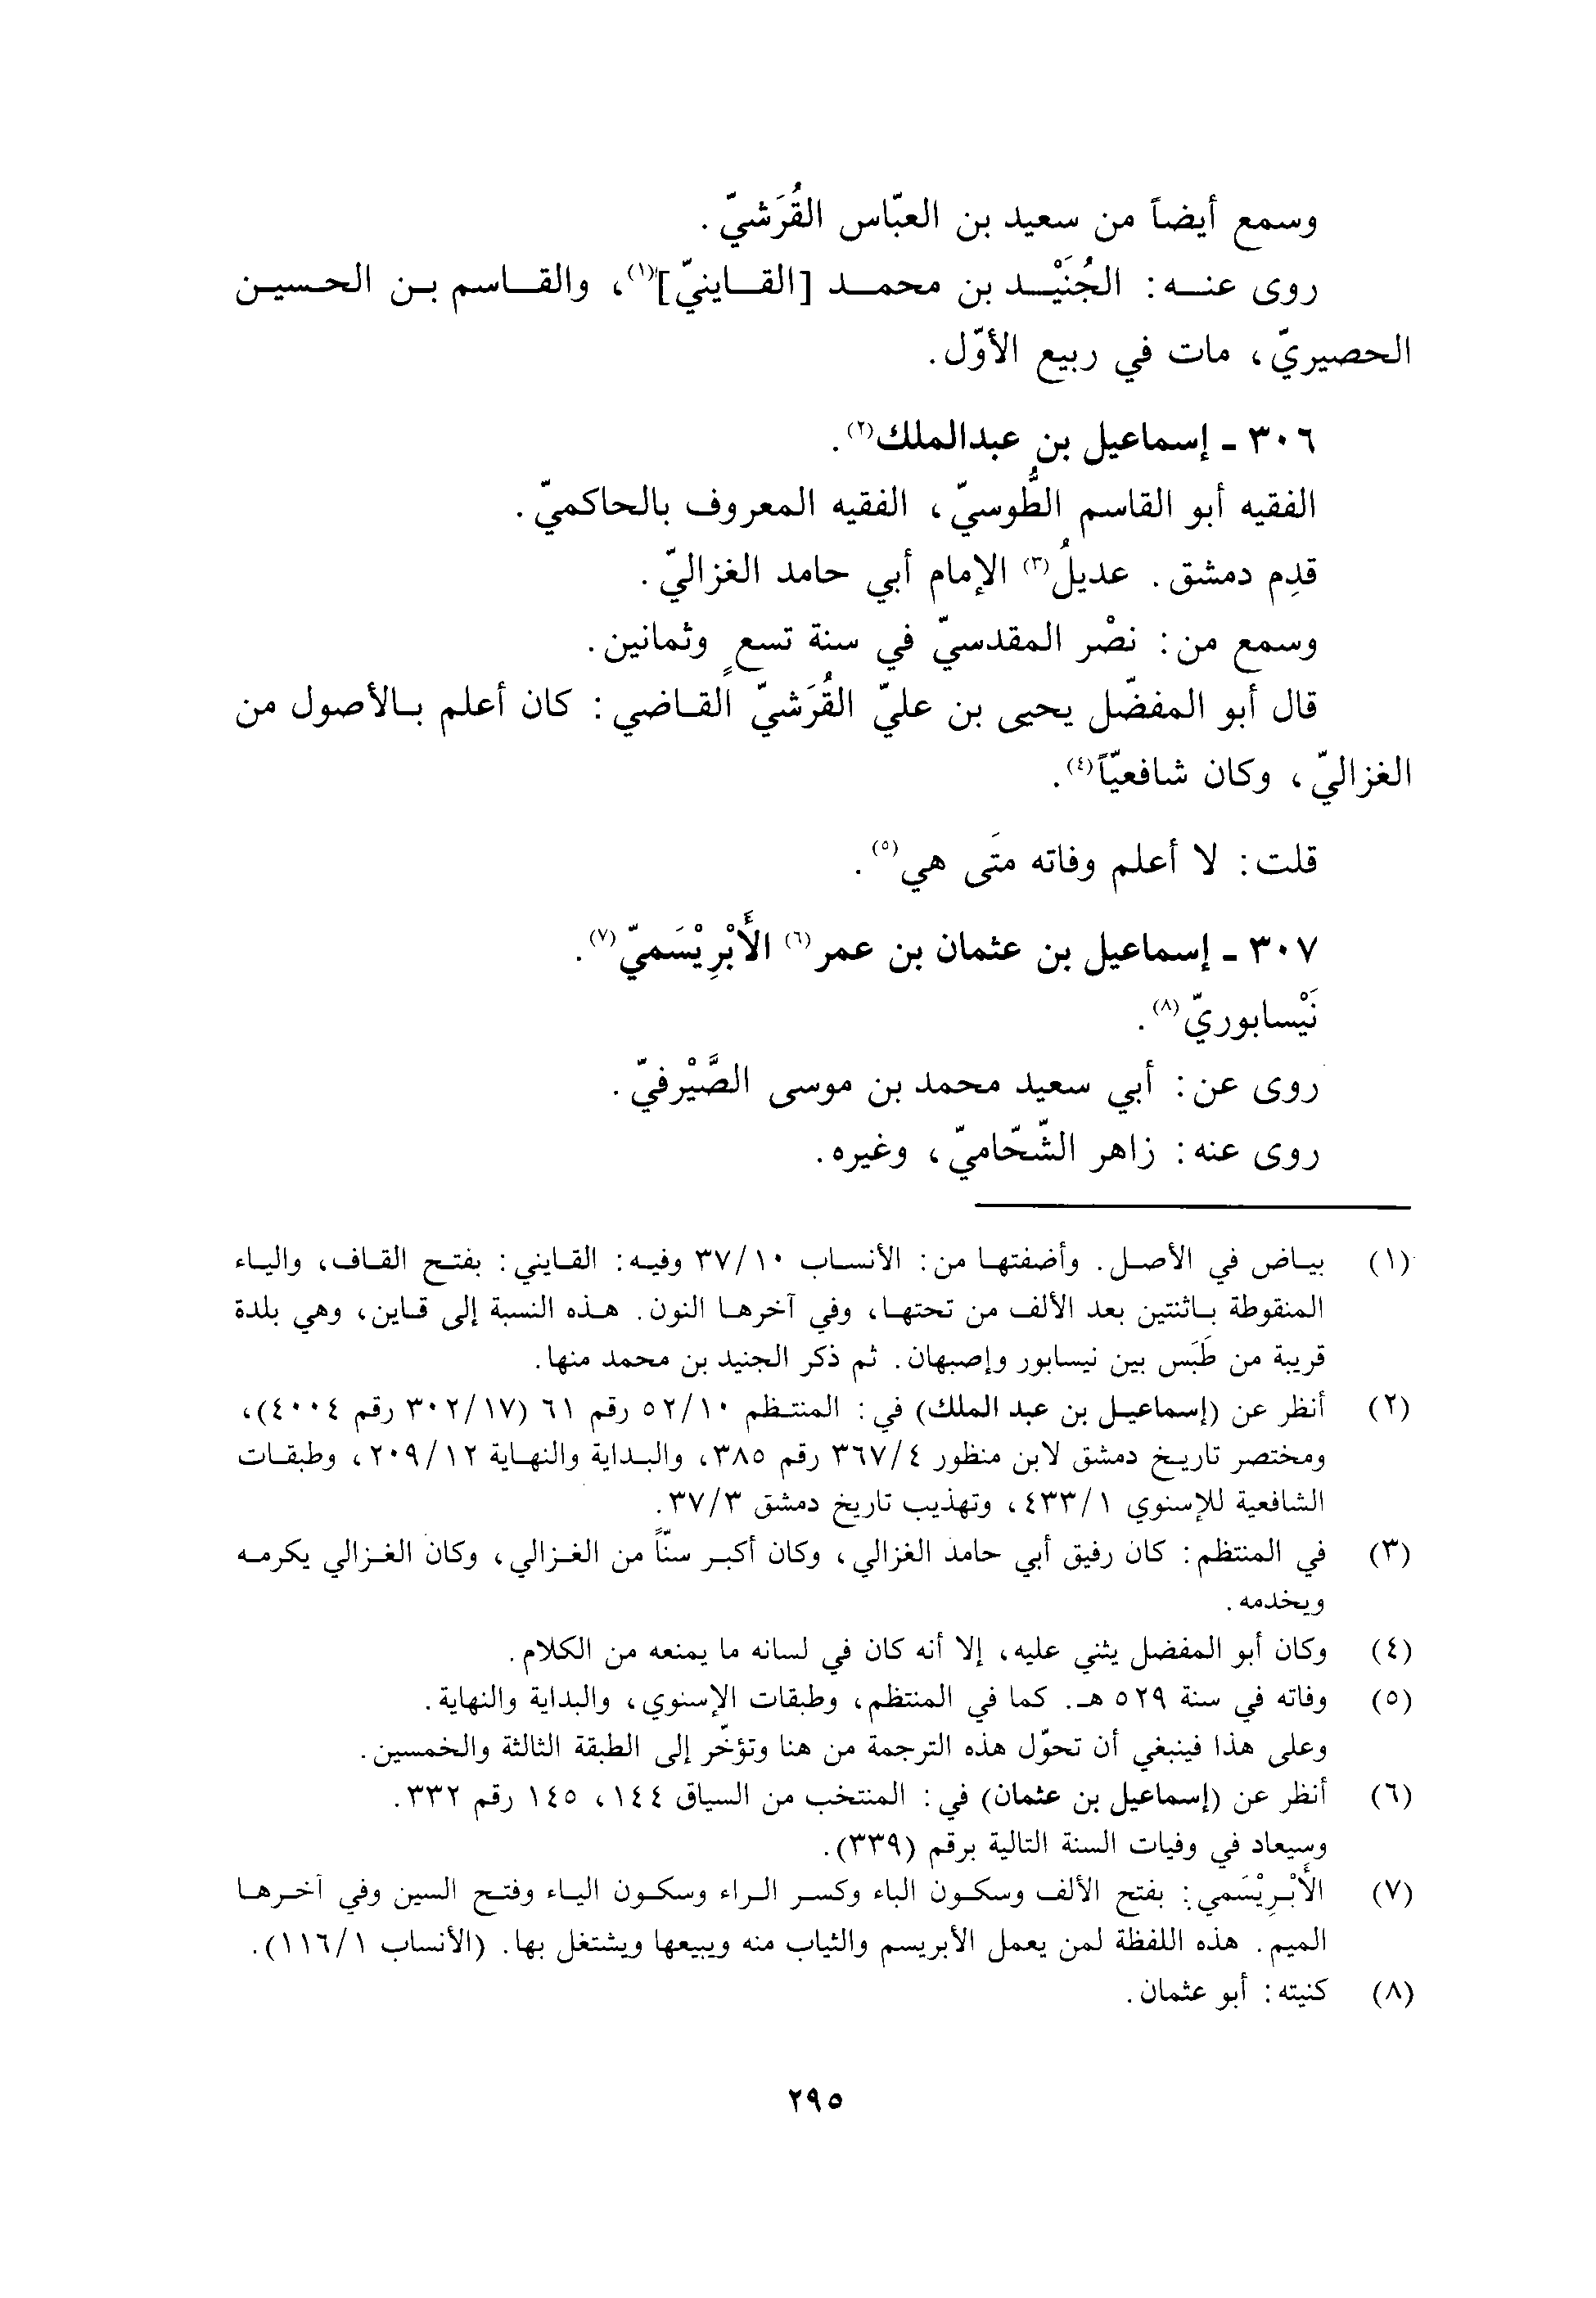 وسمع أيضاً من سعيد بن العبّاس القُرَشيّ.
روى عنه: الجُنَيْد بن محمد [القاينيّ]⁽¹⁾، والقاسم بن الحسين
الحصيريّ، مات في ربيع الأوّل.
٣٠٦ ـ إسماعيل بن عبدالملك⁽٢⁾.
الفقيه أبو القاسم الطُّوسيّ، الفقيه المعروف بالحاكميّ.
قدِم دمشق. عديلُ⁽٣⁾ الإمام أبي حامد الغزاليّ.
وسمع من: نصْر المقدسيّ في سنة تسعٍ وثمانين.
قال أبو المفضّل يحيى بن عليّ القُرَشيّ القاضي: كان أعلم بالأصول من
الغزاليّ، وكان شافعيّاً⁽٤⁾.
قلت: لا أعلم وفاته متَى هي⁽٥⁾.
٣٠٧ ـ إسماعيل بن عثمان بن عمر⁽٦⁾ الأَبْرِيْسَميّ⁽٧⁾.
نَيْسابوريّ⁽٨⁾.
روى عن: أبي سعيد محمد بن موسى الصَّيْرفيّ.
روى عنه: زاهر الشّحّاميّ، وغيره.
(١) بياض في الأصل. وأضفتها من: الأنساب ٣٧/١٠ وفيه: القايني: بفتح القاف، والياء
المنقوطة باثنتين بعد الألف من تحتها، وفي آخرها النون. هذه النسبة إلى قاين، وهي بلدة
قريبة من طَبَس بين نيسابور وإصبهان. ثم ذكر الجنيد بن محمد منها.
(٢) أنظر عن (إسماعيل بن عبد الملك) في: المنتظم ٥٢/١٠ رقم ٦١ (٣٠٢/١٧ رقم ٤٠٠٤)،
ومختصر تاريخ دمشق لابن منظور ٣٦٧/٤ رقم ٣٨٥، والبداية والنهاية ٢٠٩/١٢، وطبقات
الشافعية للإسنوي ٤٣٣/١، وتهذيب تاريخ دمشق ٣٧/٣.
(٣) في المنتظم: كان رفيق أبي حامد الغزالي، وكان أكبر سنّاً من الغزالي، وكان الغزالي يكرمه
ويخدمه.
(٤) وكان أبو المفضل يثني عليه، إلا أنه كان في لسانه ما يمنعه من الكلام.
(٥) وفاته في سنة ٥٢٩ هـ. كما في المنتظم، وطبقات الإسنوي، والبداية والنهاية.
وعلى هذا فينبغي أن تحوّل هذه الترجمة من هنا وتؤخّر إلى الطبقة الثالثة والخمسين.
(٦) أنظر عن (إسماعيل بن عثمان) في: المنتخب من السياق ١٤٤، ١٤٥ رقم ٣٣٢.
وسيعاد في وفيات السنة التالية برقم (٣٣٩).
(٧) الأَبْرِيْسَمي: بفتح الألف وسكون الباء وكسر الراء وسكون الياء وفتح السين وفي آخرها
الميم. هذه اللفظة لمن يعمل الأبريسم والثياب منه ويبيعها ويشتغل بها. (الأنساب ١١٦/١).
(٨) كنيته: أبو عثمان.
٢٩٥